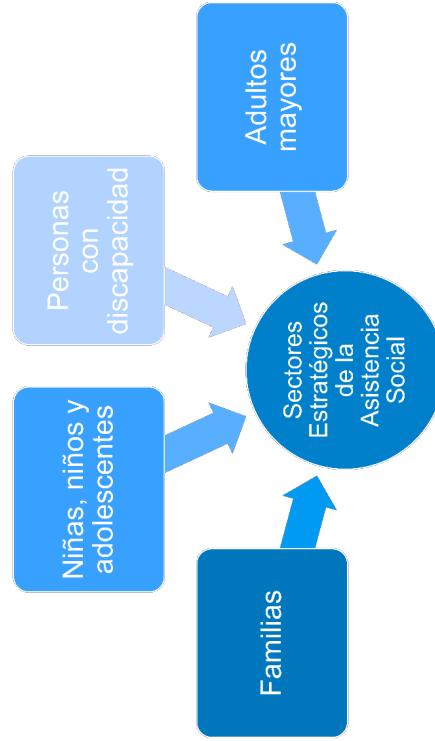 Familias
Niñas, niños y
adolescentes
Personas
con
discapacidad
Adultos
mayores
Sectores
Estratégicos
de la
Asistencia
Social